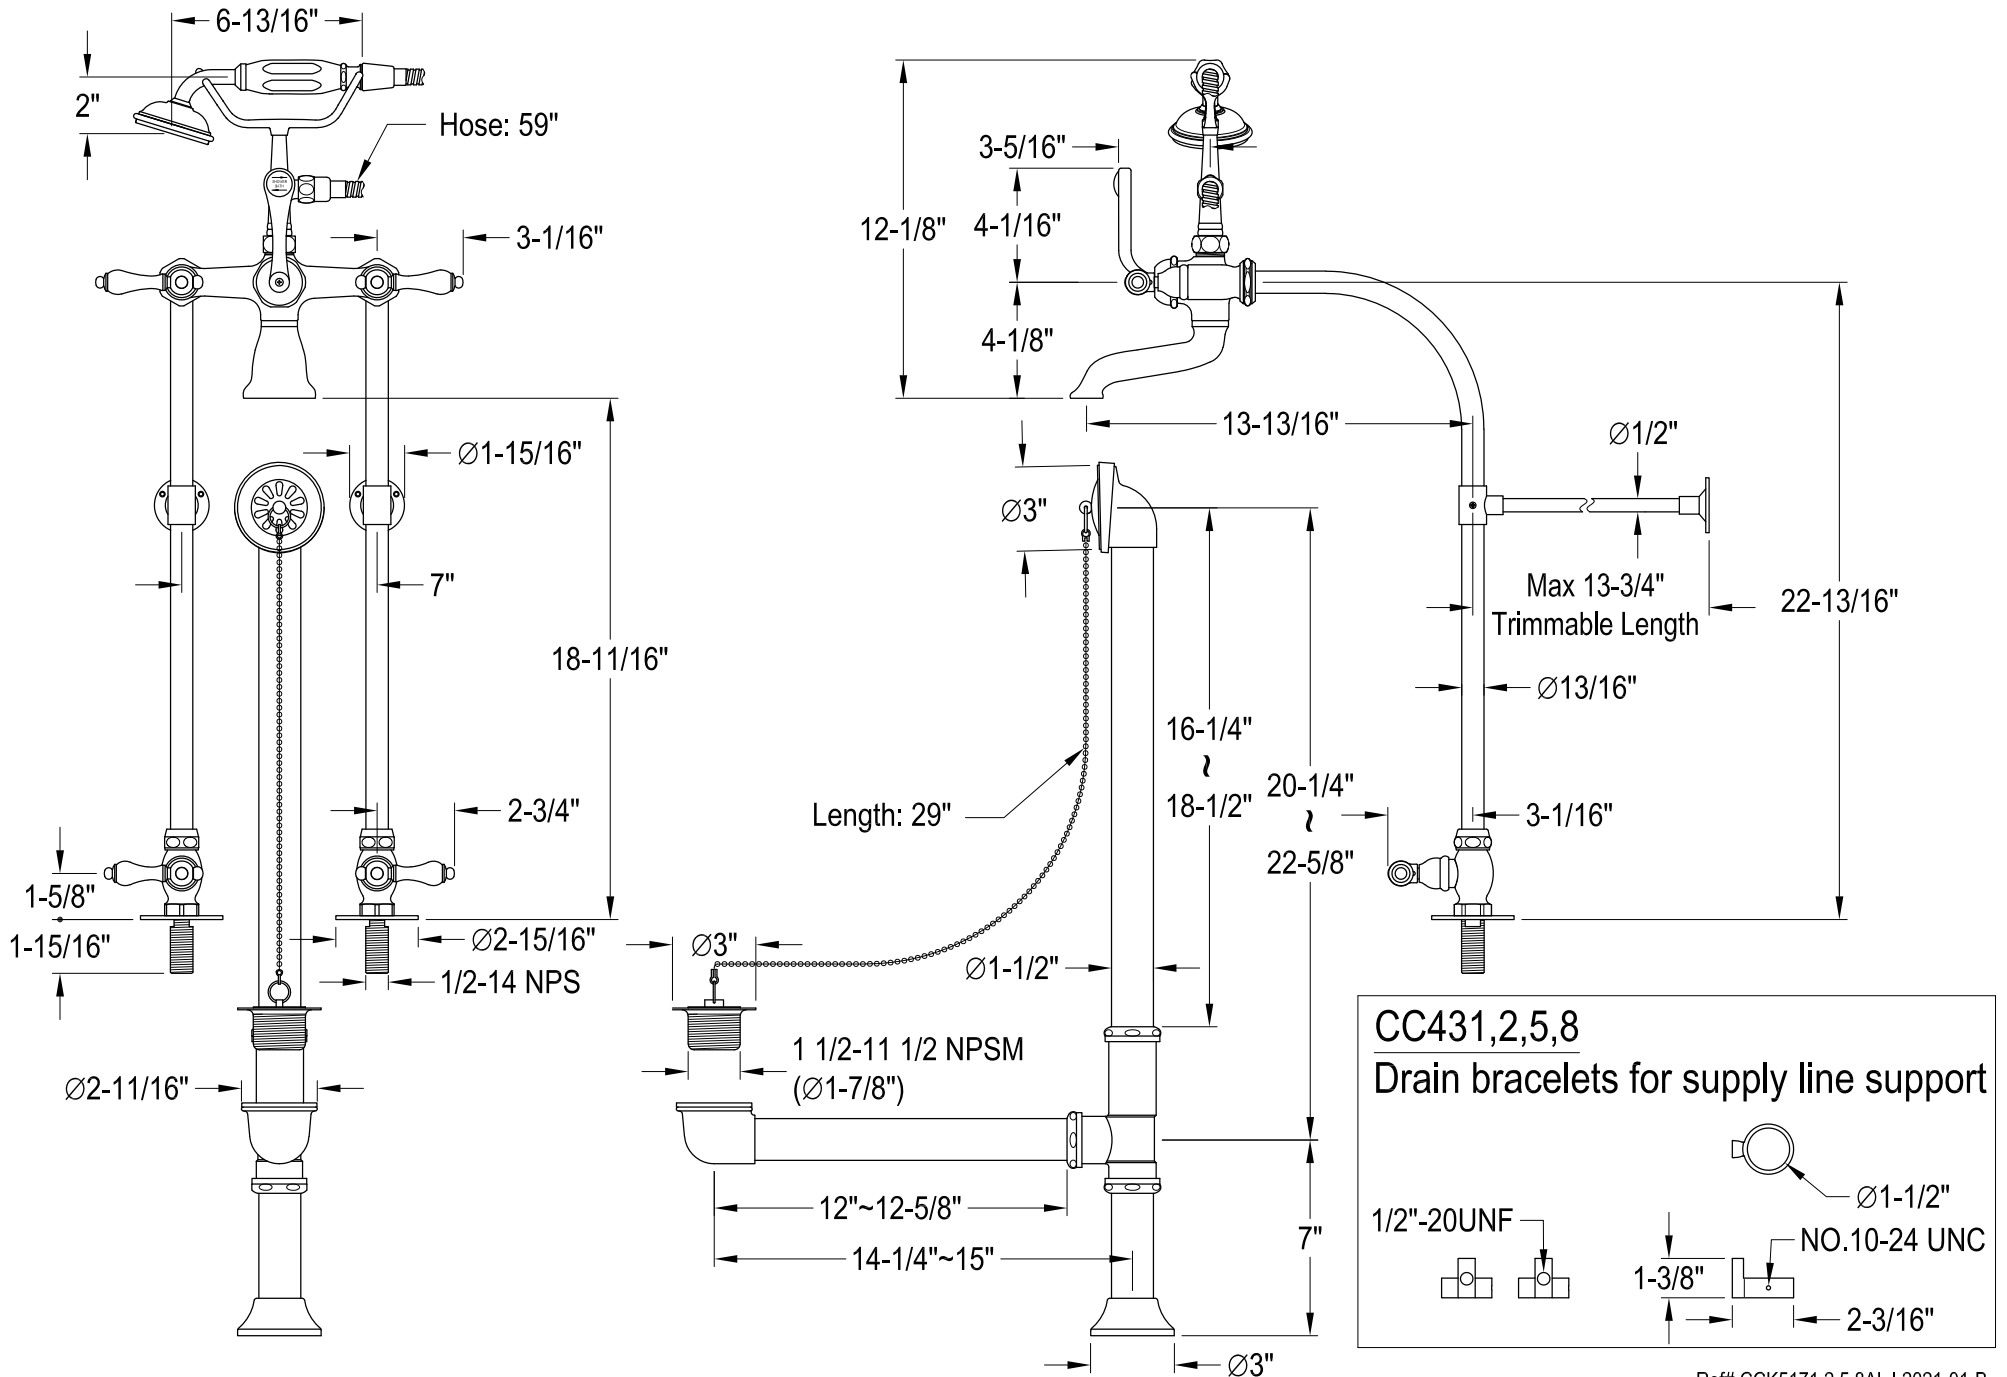 6-13/16"
2"
Hose: 59"
SHOWER
BATH
3-1/16"
Ø1-15/16"
7"
18-11/16"
2-3/4"
1-5/8"
1-15/16"
Ø2-15/16"
1/2-14 NPS
Ø2-11/16"
12-1/8"
3-5/16"
4-1/16"
4-1/8"
13-13/16"
Ø3"
Ø1/2"
Max 13-3/4"
Trimmable Length
22-13/16"
Ø13/16"
16-1/4"
~
18-1/2"
20-1/4"
~
22-5/8"
Length: 29"
3-1/16"
Ø3"
Ø1-1/2"
1 1/2-11 1/2 NPSM
(Ø1-7/8")
12"~12-5/8"
14-1/4"~15"
7"
Ø3"
CC431,2,5,8
Drain bracelets for supply line support
Ø1-1/2"
1/2"-20UNF
NO.10-24 UNC
1-3/8"
2-3/16"